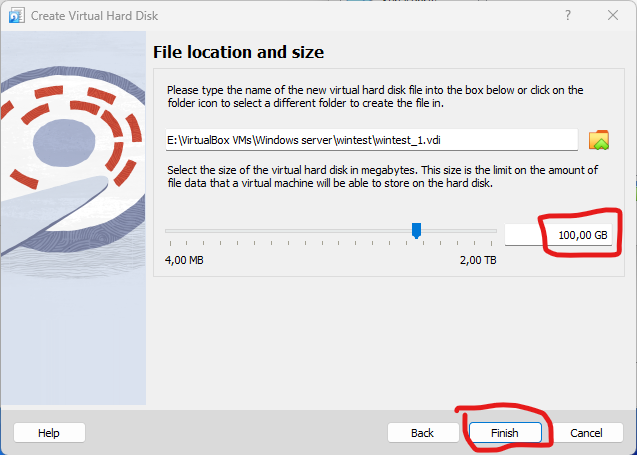 Create Virtual Hard Disk
?
File location and size
Please type the name of the new virtual hard disk file into the box below or click on the
folder icon to select a different folder to create the file in.
E:\VirtualBox VMs\Windows server\wintest\wintest_1.vdi
Select the size of the virtual hard disk in megabytes. This size is the limit on the amount of
file data that a virtual machine will be able to store on the hard disk.
100,00 GB
4,00 MB 2,00 TB
Help Back Finish Cancel